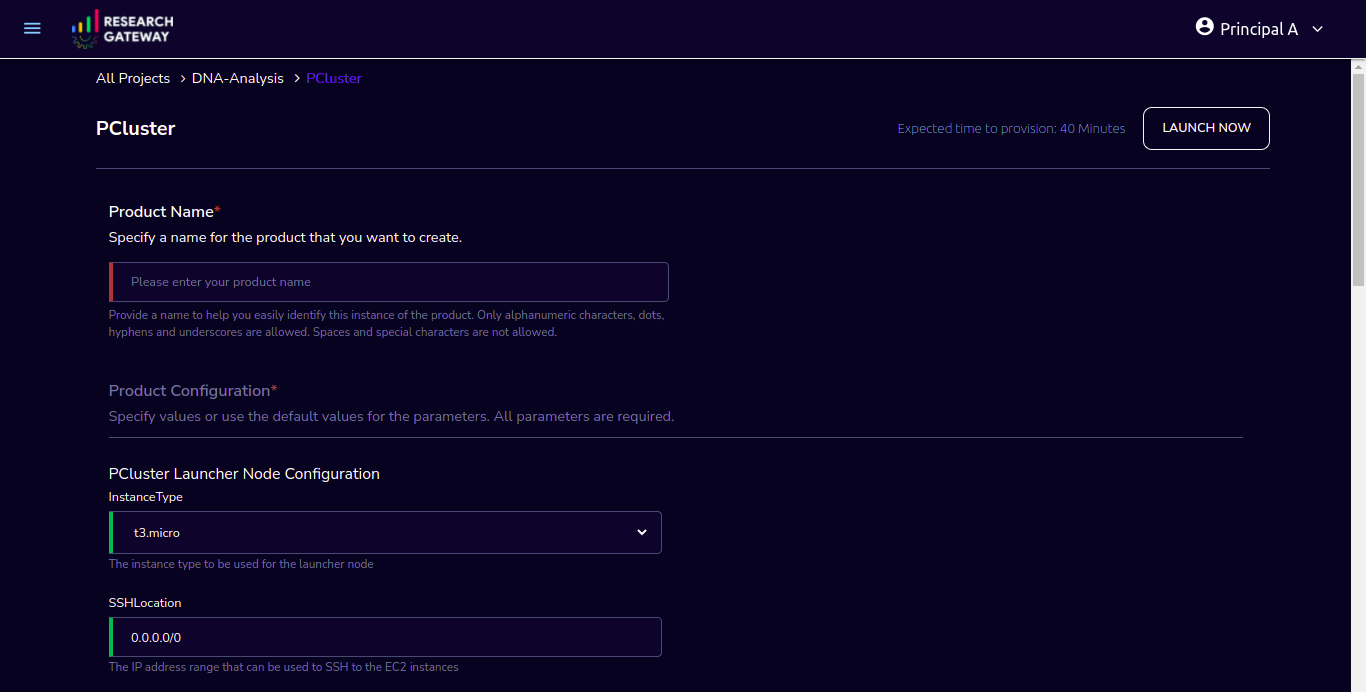 RESEARCH
GATEWAY
Principal A
All Projects > DNA-Analysis > PCluster
PCluster
Expected time to provision: 40 Minutes
LAUNCH NOW
Product Name*
Specify a name for the product that you want to create.
Please enter your product name
Provide a name to help you easily identify this instance of the product. Only alphanumeric characters, dots,
hyphens and underscores are allowed. Spaces and special characters are not allowed.
Product Configuration*
Specify values or use the default values for the parameters. All parameters are required.
PCluster Launcher Node Configuration
InstanceType
t3.micro
The instance type to be used for the launcher node
SSHLocation
0.0.0.0/0
The IP address range that can be used to SSH to the EC2 instances